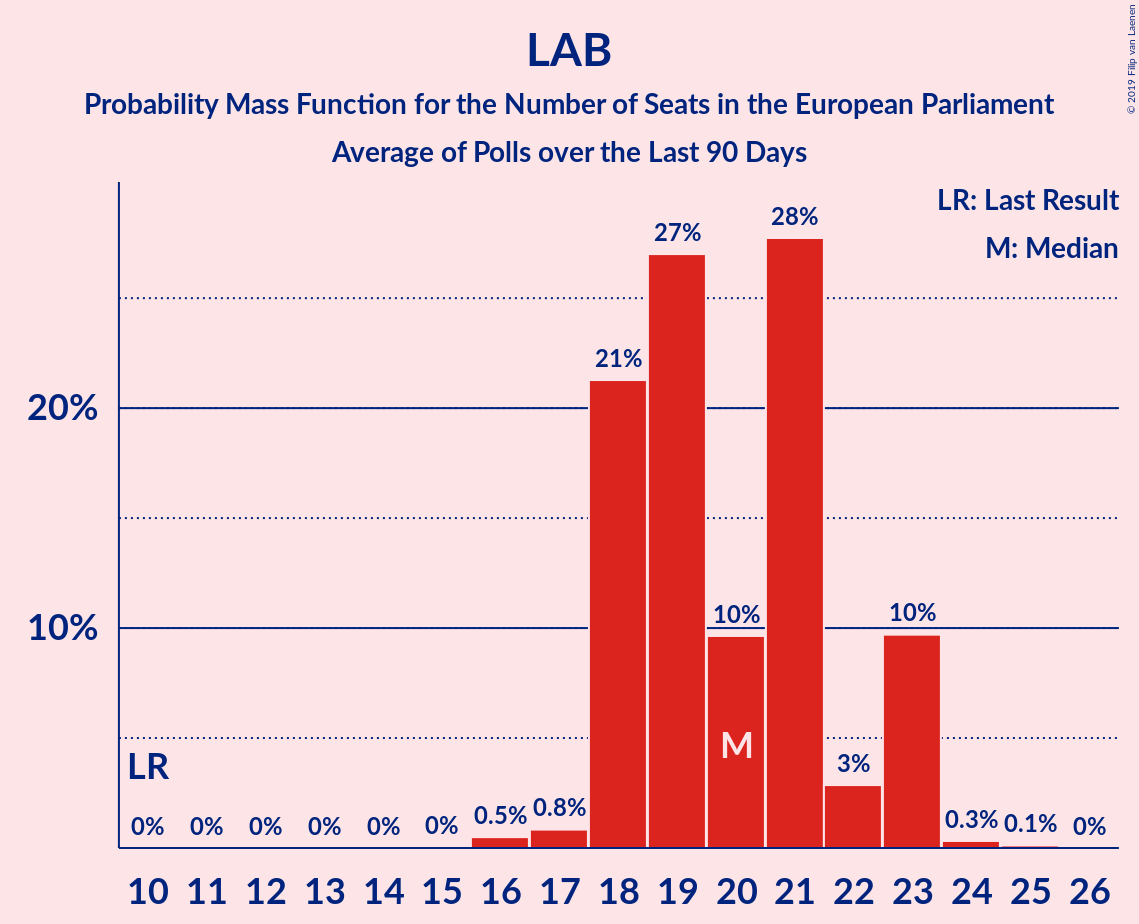 LAB
Probability Mass Function for the Number of Seats in the European Parliament
Average of Polls over the Last 90 Days
© 2019 Filip van Laenen
LR: Last Result
M: Median
20%
10%
LR
M
0% 0% 0% 0% 0% 0% 0.5% 0.8% 21% 27% 10% 28% 3% 10% 0.3% 0.1% 0%
10 11 12 13 14 15 16 17 18 19 20 21 22 23 24 25 26